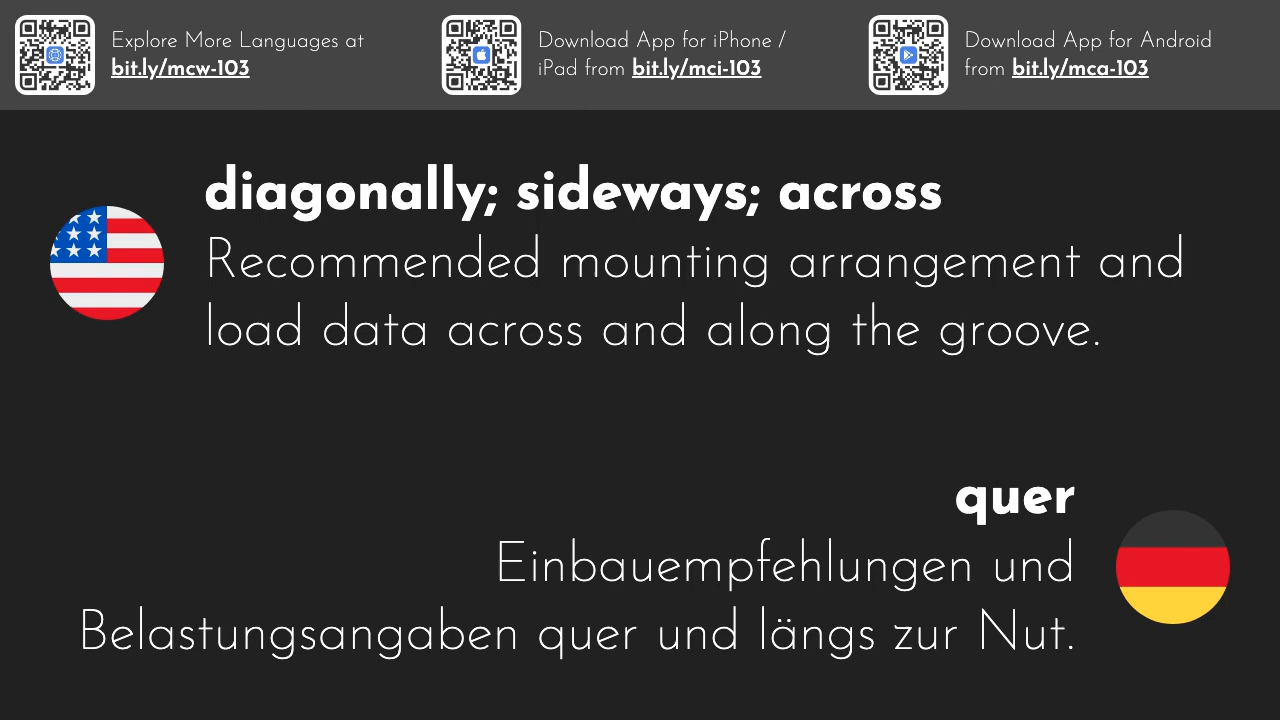 Explore More Languages at
bit.ly/mcw-103
Download App for iPhone /
iPad from bit.ly/mci-103
Download App for Android
from bit.ly/mca-103
diagonally; sideways; across
Recommended mounting arrangement and
load data across and along the groove.
quer
Einbauempfehlungen und
Belastungsangaben quer und längs zur Nut.